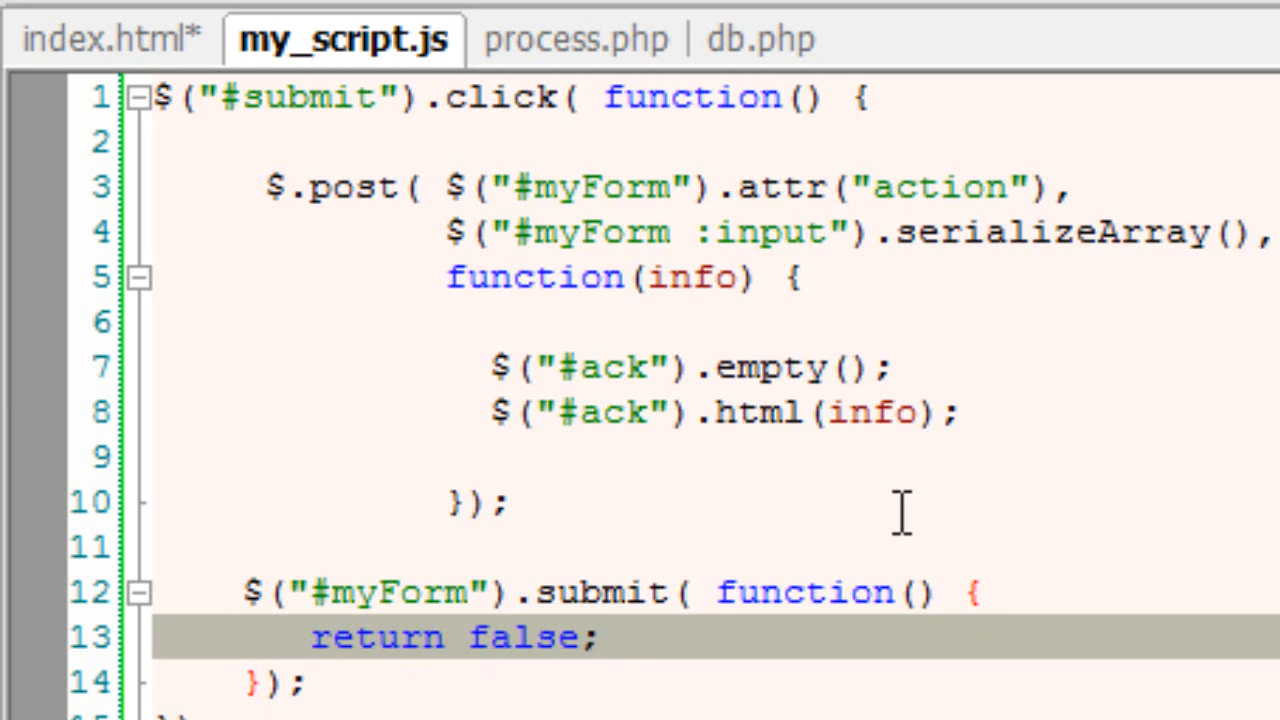 index.html* my_script.js process.php db.php
1 $("#submit").click( function() {
2
3 $.post( $("#myForm").attr("action"),
4 $("#myForm :input").serializeArray(),
5 function(info) {
6
7 $("#ack").empty();
8 $("#ack").html(info);
9
10 });
11
12 $("#myForm").submit( function() {
13 return false;
14 });